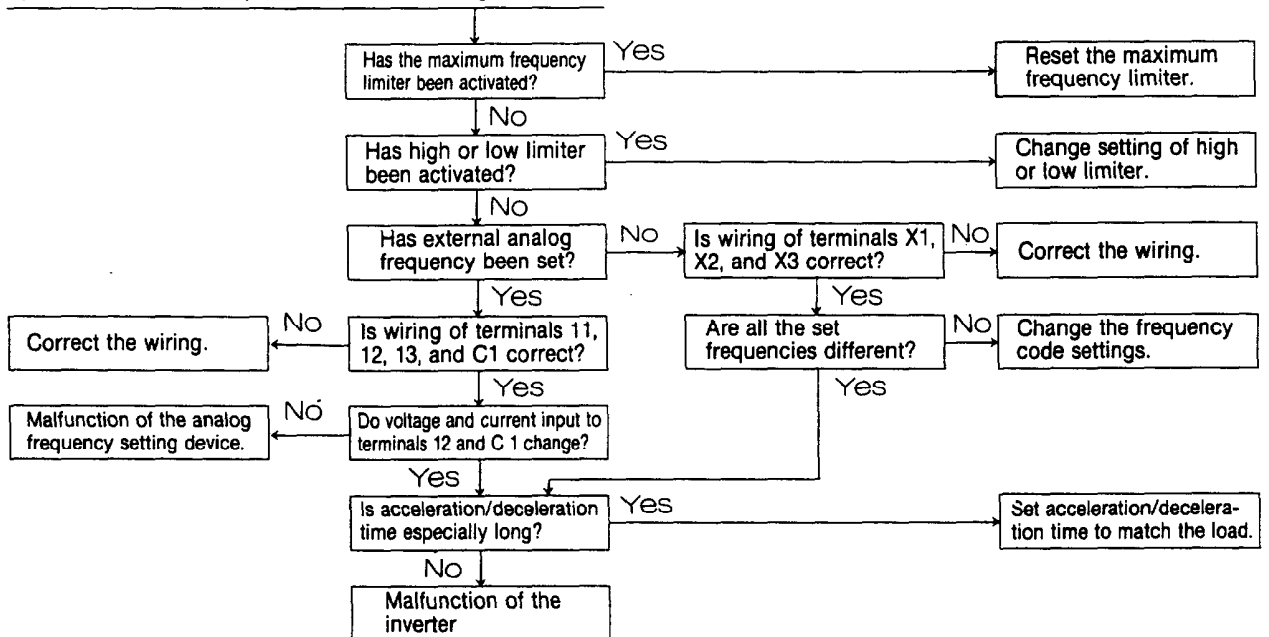 Has the maximum frequency
limiter been activated?
Yes
Reset the maximum
frequency limiter.
No
Has high or low limiter
been activated?
Yes
Change setting of high
or low limiter.
No
Has external analog
frequency been set?
No
Is wiring of terminals X1,
X2, and X3 correct?
No
Correct the wiring.
Yes
Yes
Correct the wiring.
No
Is wiring of terminals 11,
12, 13, and C1 correct?
Are all the set
frequencies different?
No
Change the frequency
code settings.
Yes
Yes
Malfunction of the analog
frequency setting device.
No
Do voltage and current input to
terminals 12 and C 1 change?
Yes
Is acceleration/deceleration
time especially long?
Yes
Set acceleration/decelera-
tion time to match the load.
No
Malfunction of the
inverter